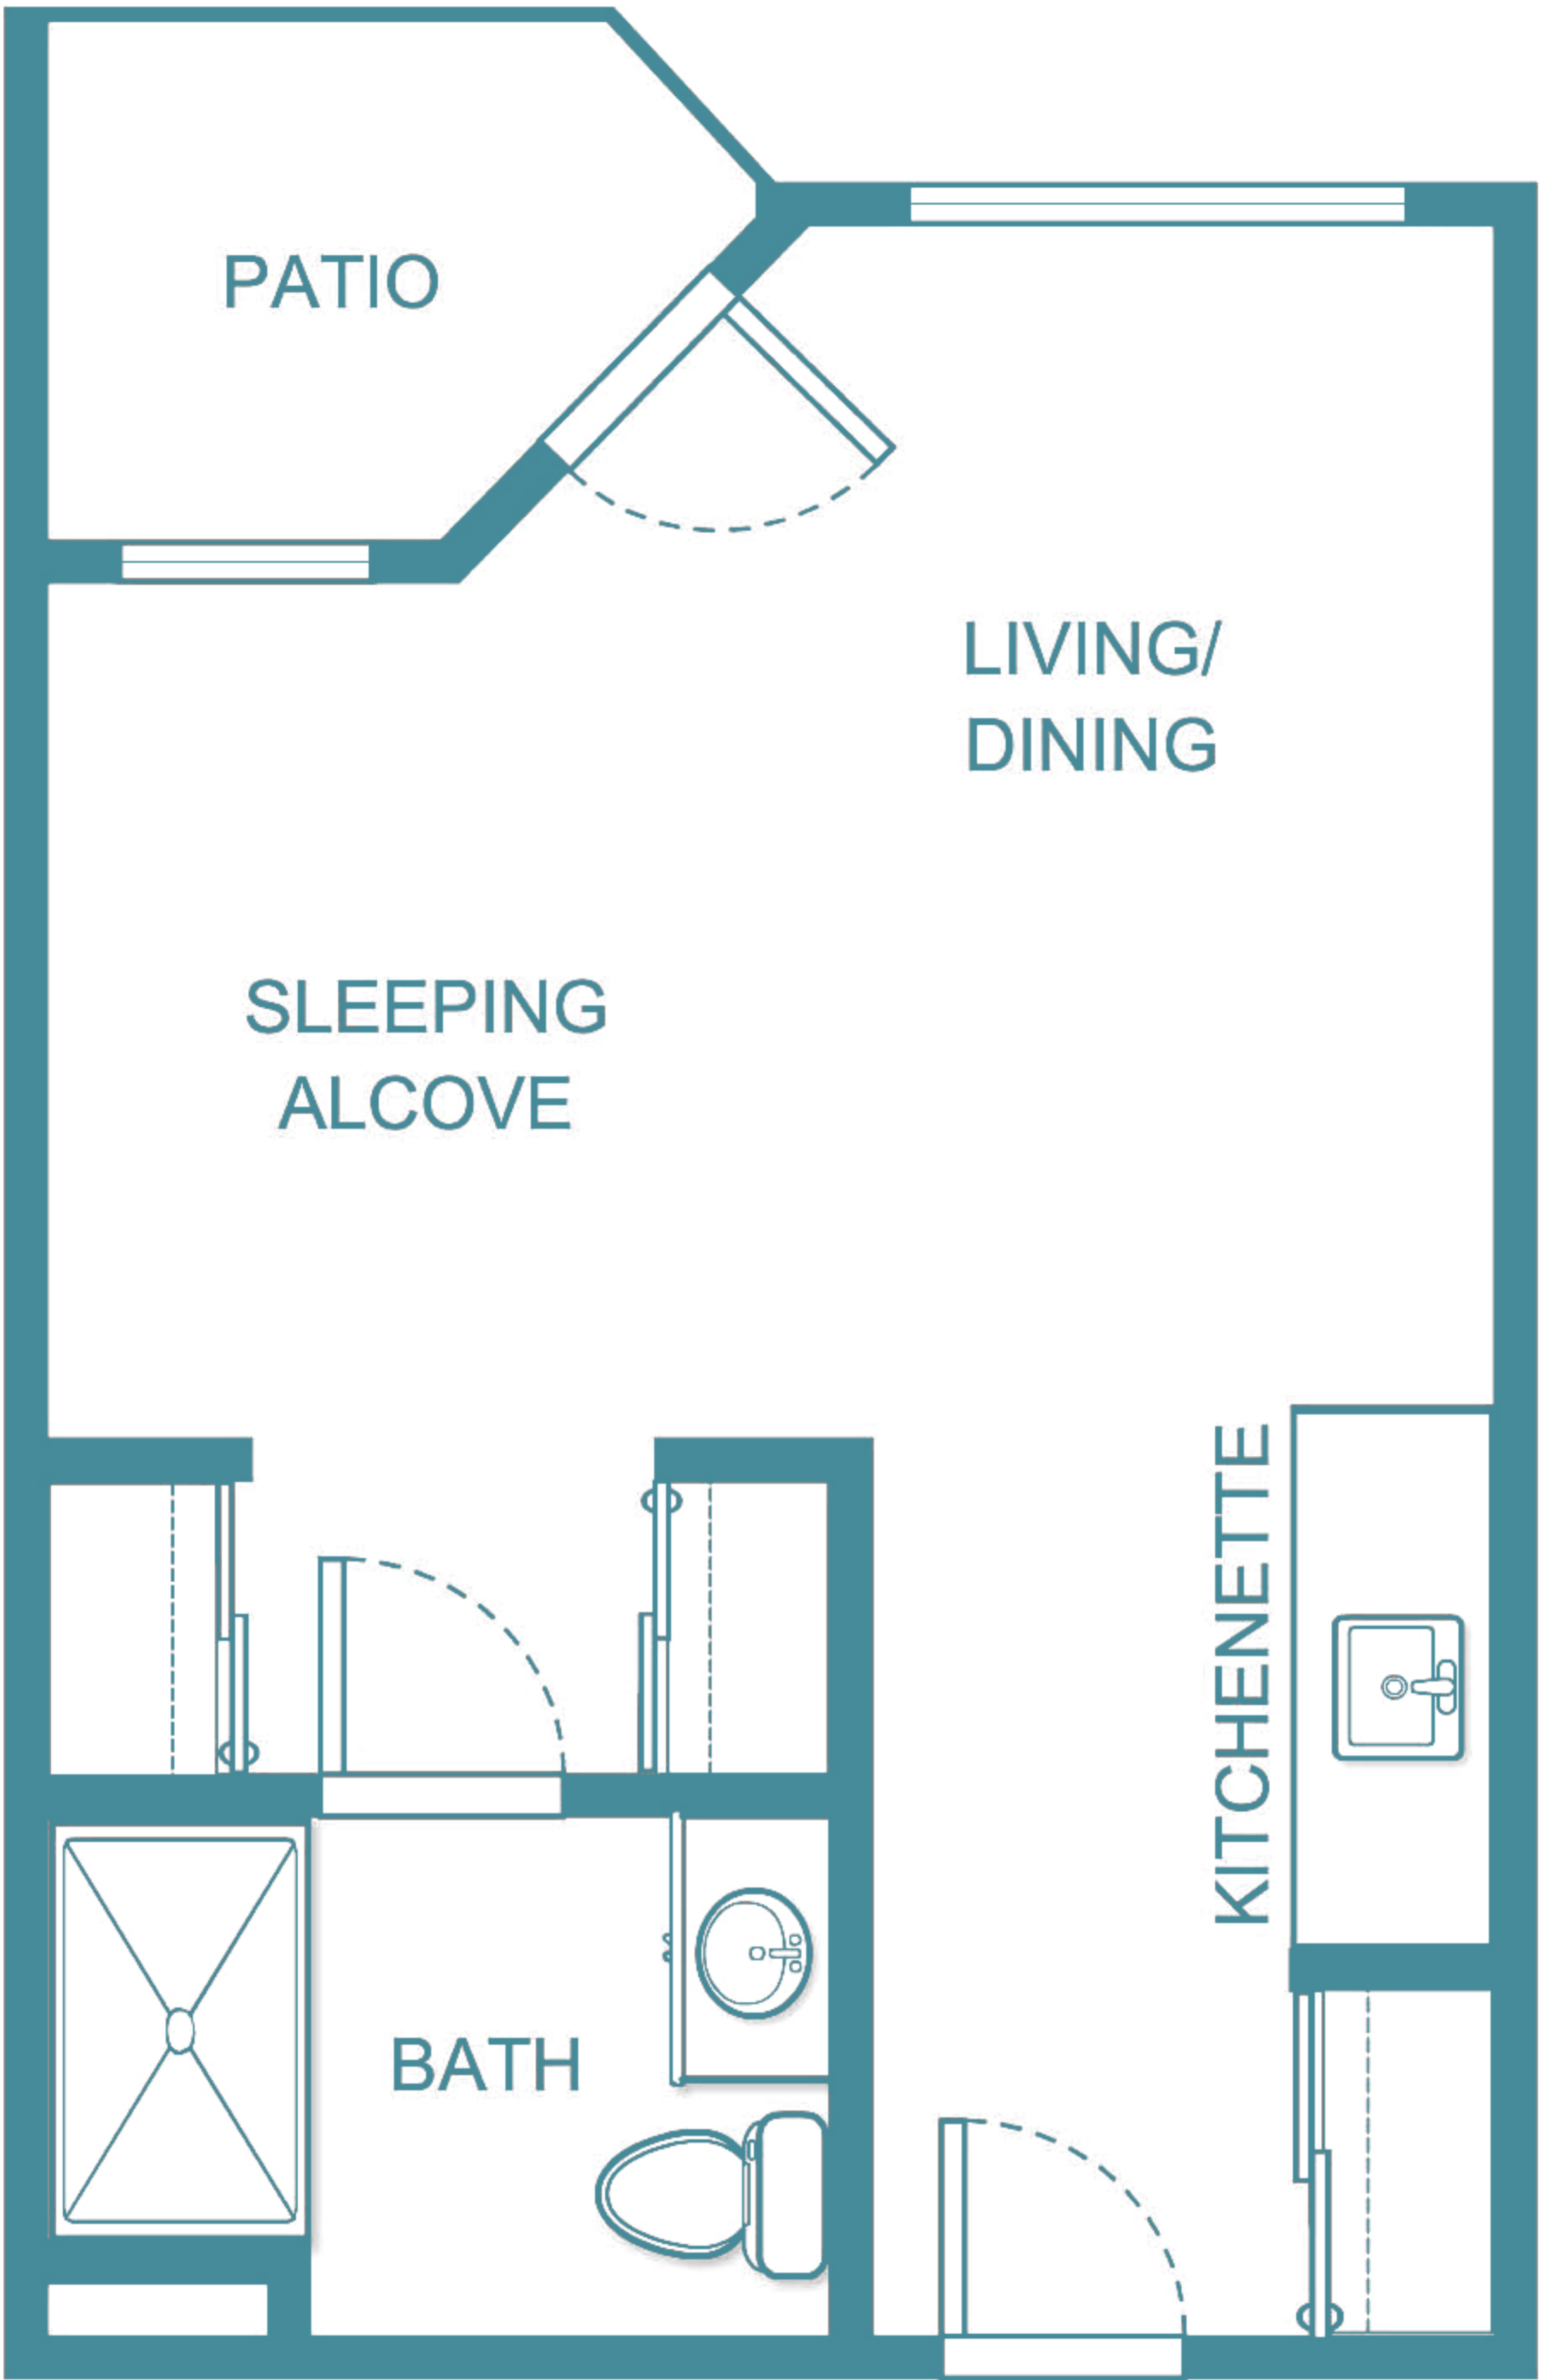 PATIO
LIVING/
DINING
SLEEPING
ALCOVE
KITCHENETTE
BATH